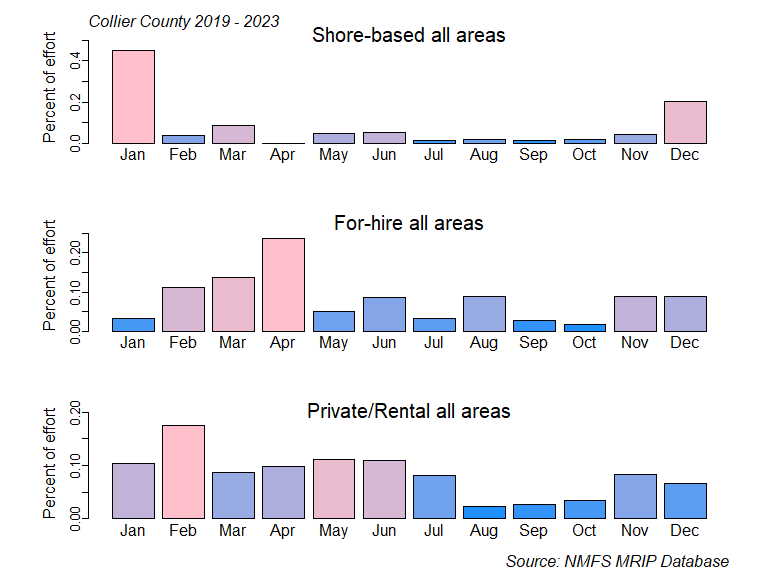 Collier County 2019 - 2023
Shore-based all areas
Percent of effort
0.0 0.2 0.4
Jan Feb Mar Apr May Jun Jul Aug Sep Oct Nov Dec
For-hire all areas
Percent of effort
0.00 0.10 0.20
Jan Feb Mar Apr May Jun Jul Aug Sep Oct Nov Dec
Private/Rental all areas
Percent of effort
0.00 0.10 0.20
Jan Feb Mar Apr May Jun Jul Aug Sep Oct Nov Dec
Source: NMFS MRIP Database